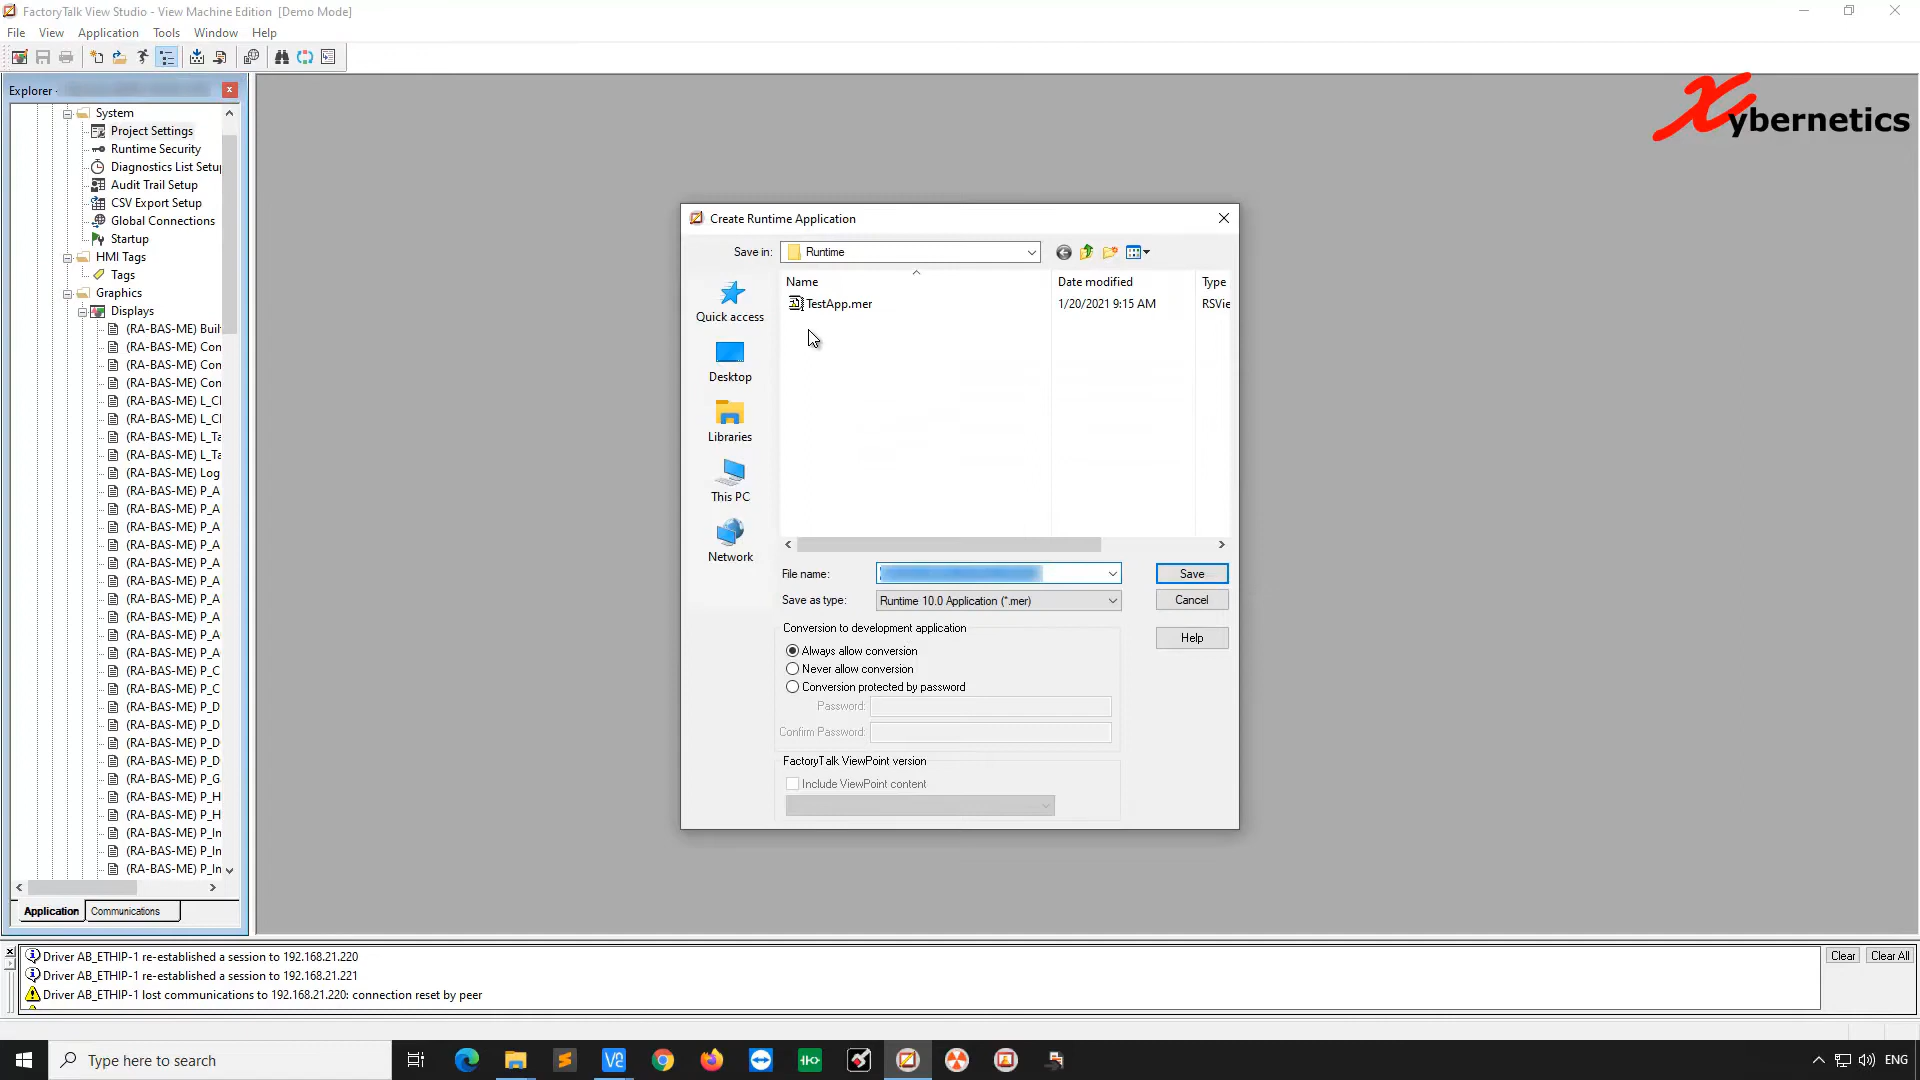 FactoryTalk View Studio - View Machine Edition  [Demo Mode]
File View Application Tools Window Help
Explorer -
System
Project Settings
Runtime Security
Diagnostics List Setu
Audit Trail Setup
CSV Export Setup
Global Connections
Startup
HMI Tags
Tags
Graphics
Displays
(RA-BAS-ME) Buil
(RA-BAS-ME) Con
(RA-BAS-ME) Con
(RA-BAS-ME) Con
(RA-BAS-ME) L_Cl
(RA-BAS-ME) L_Cl
(RA-BAS-ME) L_Ta
(RA-BAS-ME) L_Ta
(RA-BAS-ME) Log
(RA-BAS-ME) P_A
(RA-BAS-ME) P_A
(RA-BAS-ME) P_A
(RA-BAS-ME) P_A
(RA-BAS-ME) P_A
(RA-BAS-ME) P_A
(RA-BAS-ME) P_A
(RA-BAS-ME) P_A
(RA-BAS-ME) P_A
(RA-BAS-ME) P_A
(RA-BAS-ME) P_C
(RA-BAS-ME) P_C
(RA-BAS-ME) P_D
(RA-BAS-ME) P_D
(RA-BAS-ME) P_D
(RA-BAS-ME) P_D
(RA-BAS-ME) P_G
(RA-BAS-ME) P_H
(RA-BAS-ME) P_H
(RA-BAS-ME) P_In
(RA-BAS-ME) P_In
(RA-BAS-ME) P_In
Application Communications
Xybernetics
Create Runtime Application
Save in: Runtime
Quick access
Desktop
Libraries
This PC
Network
Name Date modified Type
TestApp.mer 1/20/2021 9:15 AM RSVie
File name: Save
Save as type: Runtime 10.0 Application (*.mer) Cancel
Help
Conversion to development application
Always allow conversion
Never allow conversion
Conversion protected by password
Password:
Confirm Password:
FactoryTalk ViewPoint version
Include ViewPoint content
Driver AB_ETHIP-1 re-established a session to 192.168.21.220
Driver AB_ETHIP-1 re-established a session to 192.168.21.221
Driver AB_ETHIP-1 lost communications to 192.168.21.220: connection reset by peer
Clear Clear All
Type here to search
ENG